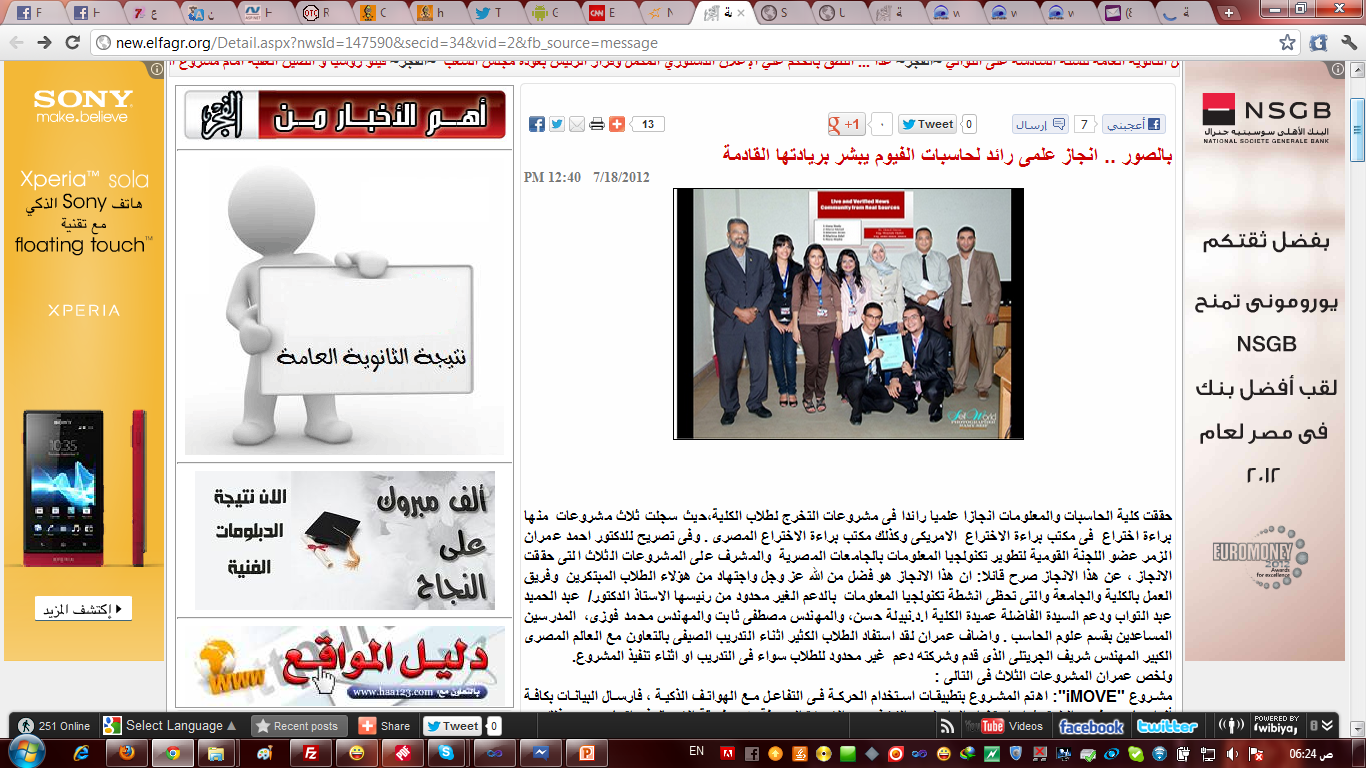 new.elfagr.org/Detail.aspx?nwsId=147590&secid=34&vid=2&fb_source=message
SONY
make.believe
Xperia™ sola
هاتف Sony الذكي
مع تقنية
floating touch™
XPERIA
إكتشف المزيد
أهم الأخبار من الفجر
نتيجة الثانوية العامة
ألف مبروك
على
النجاح
الان نتيجة
الدبلومات
الفنية
دليل المواقع
www
بالتعاون مع: www.haa123.com
13
+1
Tweet 0
إرسال
7
أعجبني
بالصور .. انجاز علمى رائد لحاسبات الفيوم يبشر بريادتها القادمة
PM 12:40 7/18/2012
Live and Verified News
Community from Real Sources
حققت كلية الحاسبات والمعلومات انجازا علميا رائدا فى مشروعات التخرج لطلاب الكلية،حيث سجلت ثلاث مشروعات منها
براءة اختراع فى مكتب براءة الاختراع الامريكى وكذلك مكتب براءة الاختراع المصرى . وفى تصريح للدكتور احمد عمران
الزمر عضو اللجنة القومية لتطوير تكنولجيا المعلومات بالجامعات المصرية والمشرف على المشروعات الثلاث التى حققت
الانجاز ، عن هذا الانجاز صرح قائلا: ان هذا الانجاز هو فضل من الله عز وجل واجتهاد من هؤلاء الطلاب المبتكرين وفريق
العمل بالكلية والجامعة والتى تحظى انشطة تكنولوجيا المعلومات بالدعم الغير محدود من رئيسها الاستاذ الدكتور/ عبد الحميد
عبد التواب ودعم السيدة الفاضلة عميدة الكلية ا.د.نبيلة حسن، والمهندس مصطفى ثابت والمهندس محمد فوزى، المدرسين
المساعدين بقسم علوم الحاسب . واضاف عمران لقد استفاد الطلاب الكثير اثناء التدريب الصيفى بالتعاون مع العالم المصرى
الكبير المهندس شريف الجريتلى الذى قدم وشركته دعم غير محدود للطلاب سواء فى التدريب او اثناء تنفيذ المشروع.
ولخص عمران المشروعات الثلاث فى التالى :
مشروع "iMOVE": اهتم المشروع بتطبيقات استخدام الحركة فى التفاعل مع الهواتف الذكية ، فارسال البيانات بكافة
NSGB
البنك الأهلي سوسيتيه جنرال
NATIONAL SOCIETE GENERALE BANK
بفضل ثقتكم
يورومونى تمنح
NSGB
لقب أفضل بنك
فى مصر لعام
٢٠١٢
EUROMONEY
Awards
for excellence
251 Online
Select Language
Recent posts
Share
Tweet 0
YouTube Videos
facebook
twitter
POWERED BY
wibiya
EN
06:24 ص